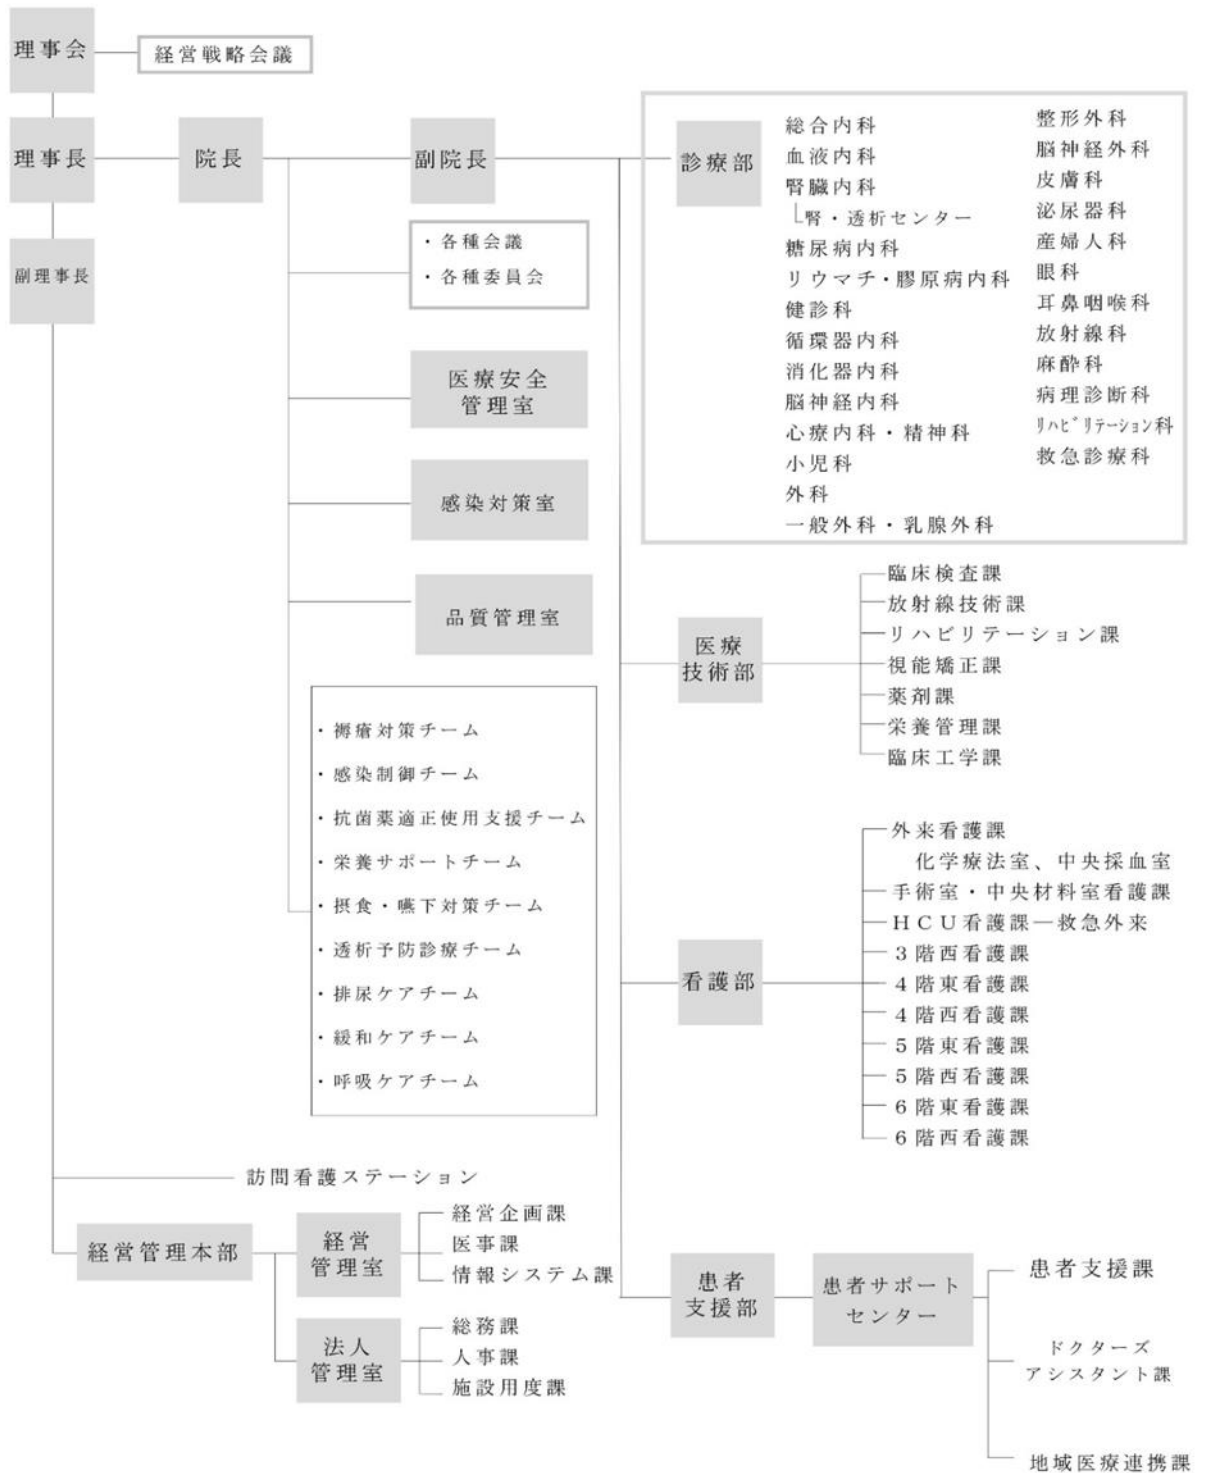 理事会
経営戦略会議
理事長
院長
副院長
副理事長
・各種会議
・各種委員会
医療安全
管理室
感染対策室
品質管理室
・褥瘡対策チーム
・感染制御チーム
・抗菌薬適正使用支援チーム
・栄養サポートチーム
・摂食・嚥下対策チーム
・透析予防診療チーム
・排尿ケアチーム
・緩和ケアチーム
・呼吸ケアチーム
診療部
総合内科
血液内科
腎臓内科
腎・透析センター
糖尿病内科
リウマチ・膠原病内科
健診科
循環器内科
消化器内科
脳神経内科
心療内科・精神科
小児科
外科
一般外科・乳腺外科
整形外科
脳神経外科
皮膚科
泌尿器科
産婦人科
眼科
耳鼻咽喉科
放射線科
麻酔科
病理診断科
ﾘﾊﾋﾞﾘﾃｰｼｮﾝ科
救急診療科
医療
技術部
臨床検査課
放射線技術課
リハビリテーション課
視能矯正課
薬剤課
栄養管理課
臨床工学課
看護部
外来看護課
化学療法室、中央採血室
手術室・中央材料室看護課
ＨＣＵ看護課―救急外来
３階西看護課
４階東看護課
４階西看護課
５階東看護課
５階西看護課
６階東看護課
６階西看護課
訪問看護ステーション
経営管理本部
経営
管理室
経営企画課
医事課
情報システム課
法人
管理室
総務課
人事課
施設用度課
患者
支援部
患者サポート
センター
患者支援課
ドクターズ
アシスタント課
地域医療連携課